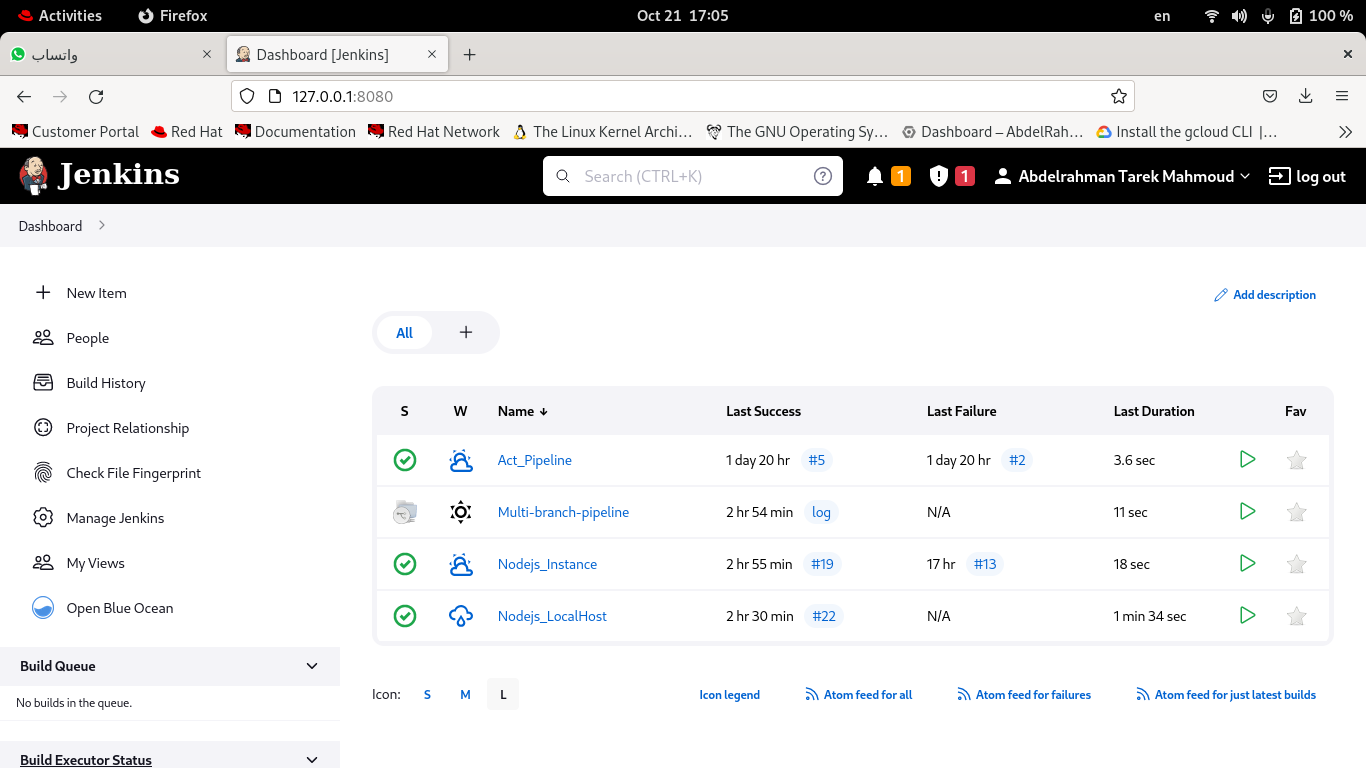 Activities Firefox Oct 21 17:05 en 100 %
واتساب Dashboard [Jenkins]
127.0.0.1:8080
Customer Portal Red Hat Documentation Red Hat Network The Linux Kernel Archi… The GNU Operating Sy… Dashboard – AbdelRah… Install the gcloud CLI |…
Jenkins Search (CTRL+K) 1 1 Abdelrahman Tarek Mahmoud log out
Dashboard
New Item
People
Build History
Project Relationship
Check File Fingerprint
Manage Jenkins
My Views
Open Blue Ocean
Build Queue
No builds in the queue.
Build Executor Status
Add description
All
S W Name Last Success Last Failure Last Duration Fav
Act_Pipeline 1 day 20 hr #5 1 day 20 hr #2 3.6 sec
Multi-branch-pipeline 2 hr 54 min log N/A 11 sec
Nodejs_Instance 2 hr 55 min #19 17 hr #13 18 sec
Nodejs_LocalHost 2 hr 30 min #22 N/A 1 min 34 sec
Icon: S M L Icon legend Atom feed for all Atom feed for failures Atom feed for just latest builds